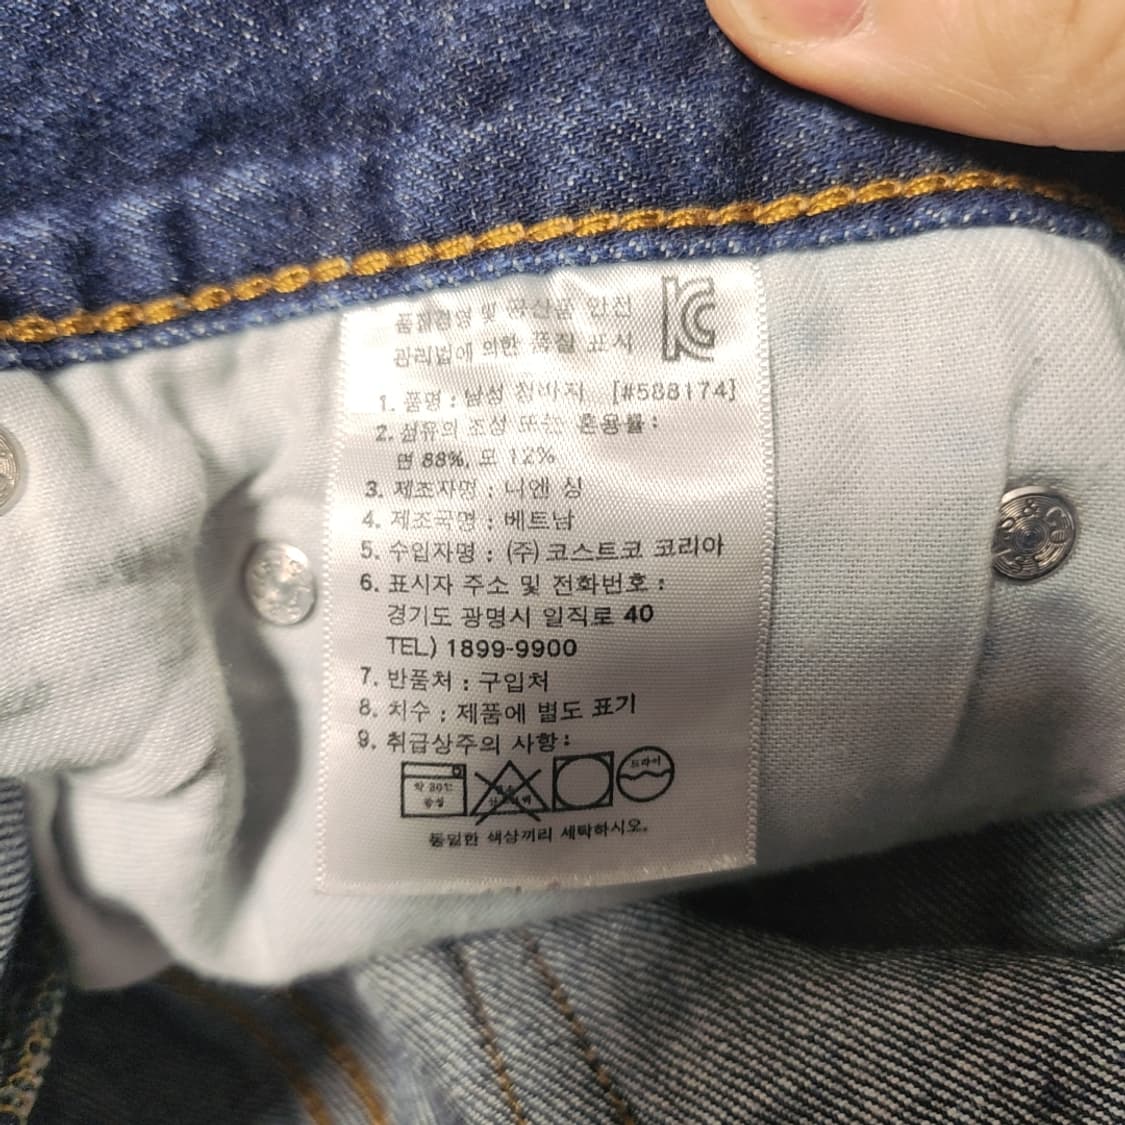 품질경영 및 공산품 안전
관리법에 의한 품질 표시
1. 품명 : 남성 청바지 [#588174]
2. 섬유의 조성 또는 혼용률 :
면 88%, 모 12%
3. 제조자명 : 니엔 싱
4. 제조국명 : 베트남
5. 수입자명 : (주) 코스트코 코리아
6. 표시자 주소 및 전화번호 :
경기도 광명시 일직로 40
TEL) 1899-9900
7. 반품처 : 구입처
8. 치수 : 제품에 별도 표기
9. 취급상주의 사항 :
약 30℃
중성
드라이
동일한 색상끼리 세탁하시오.